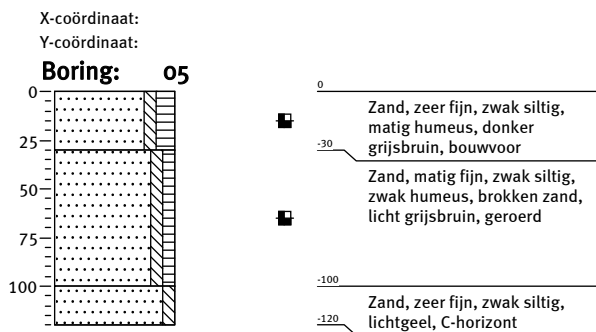 X-coördinaat:
Y-coördinaat:
Boring: 05
0
25
50
75
100
0
Zand, zeer fijn, zwak siltig,
matig humeus, donker
grijsbruin, bouwvoor
-30
Zand, matig fijn, zwak siltig,
zwak humeus, brokken zand,
licht grijsbruin, geroerd
-100
Zand, zeer fijn, zwak siltig,
lichtgeel, C-horizont
-120